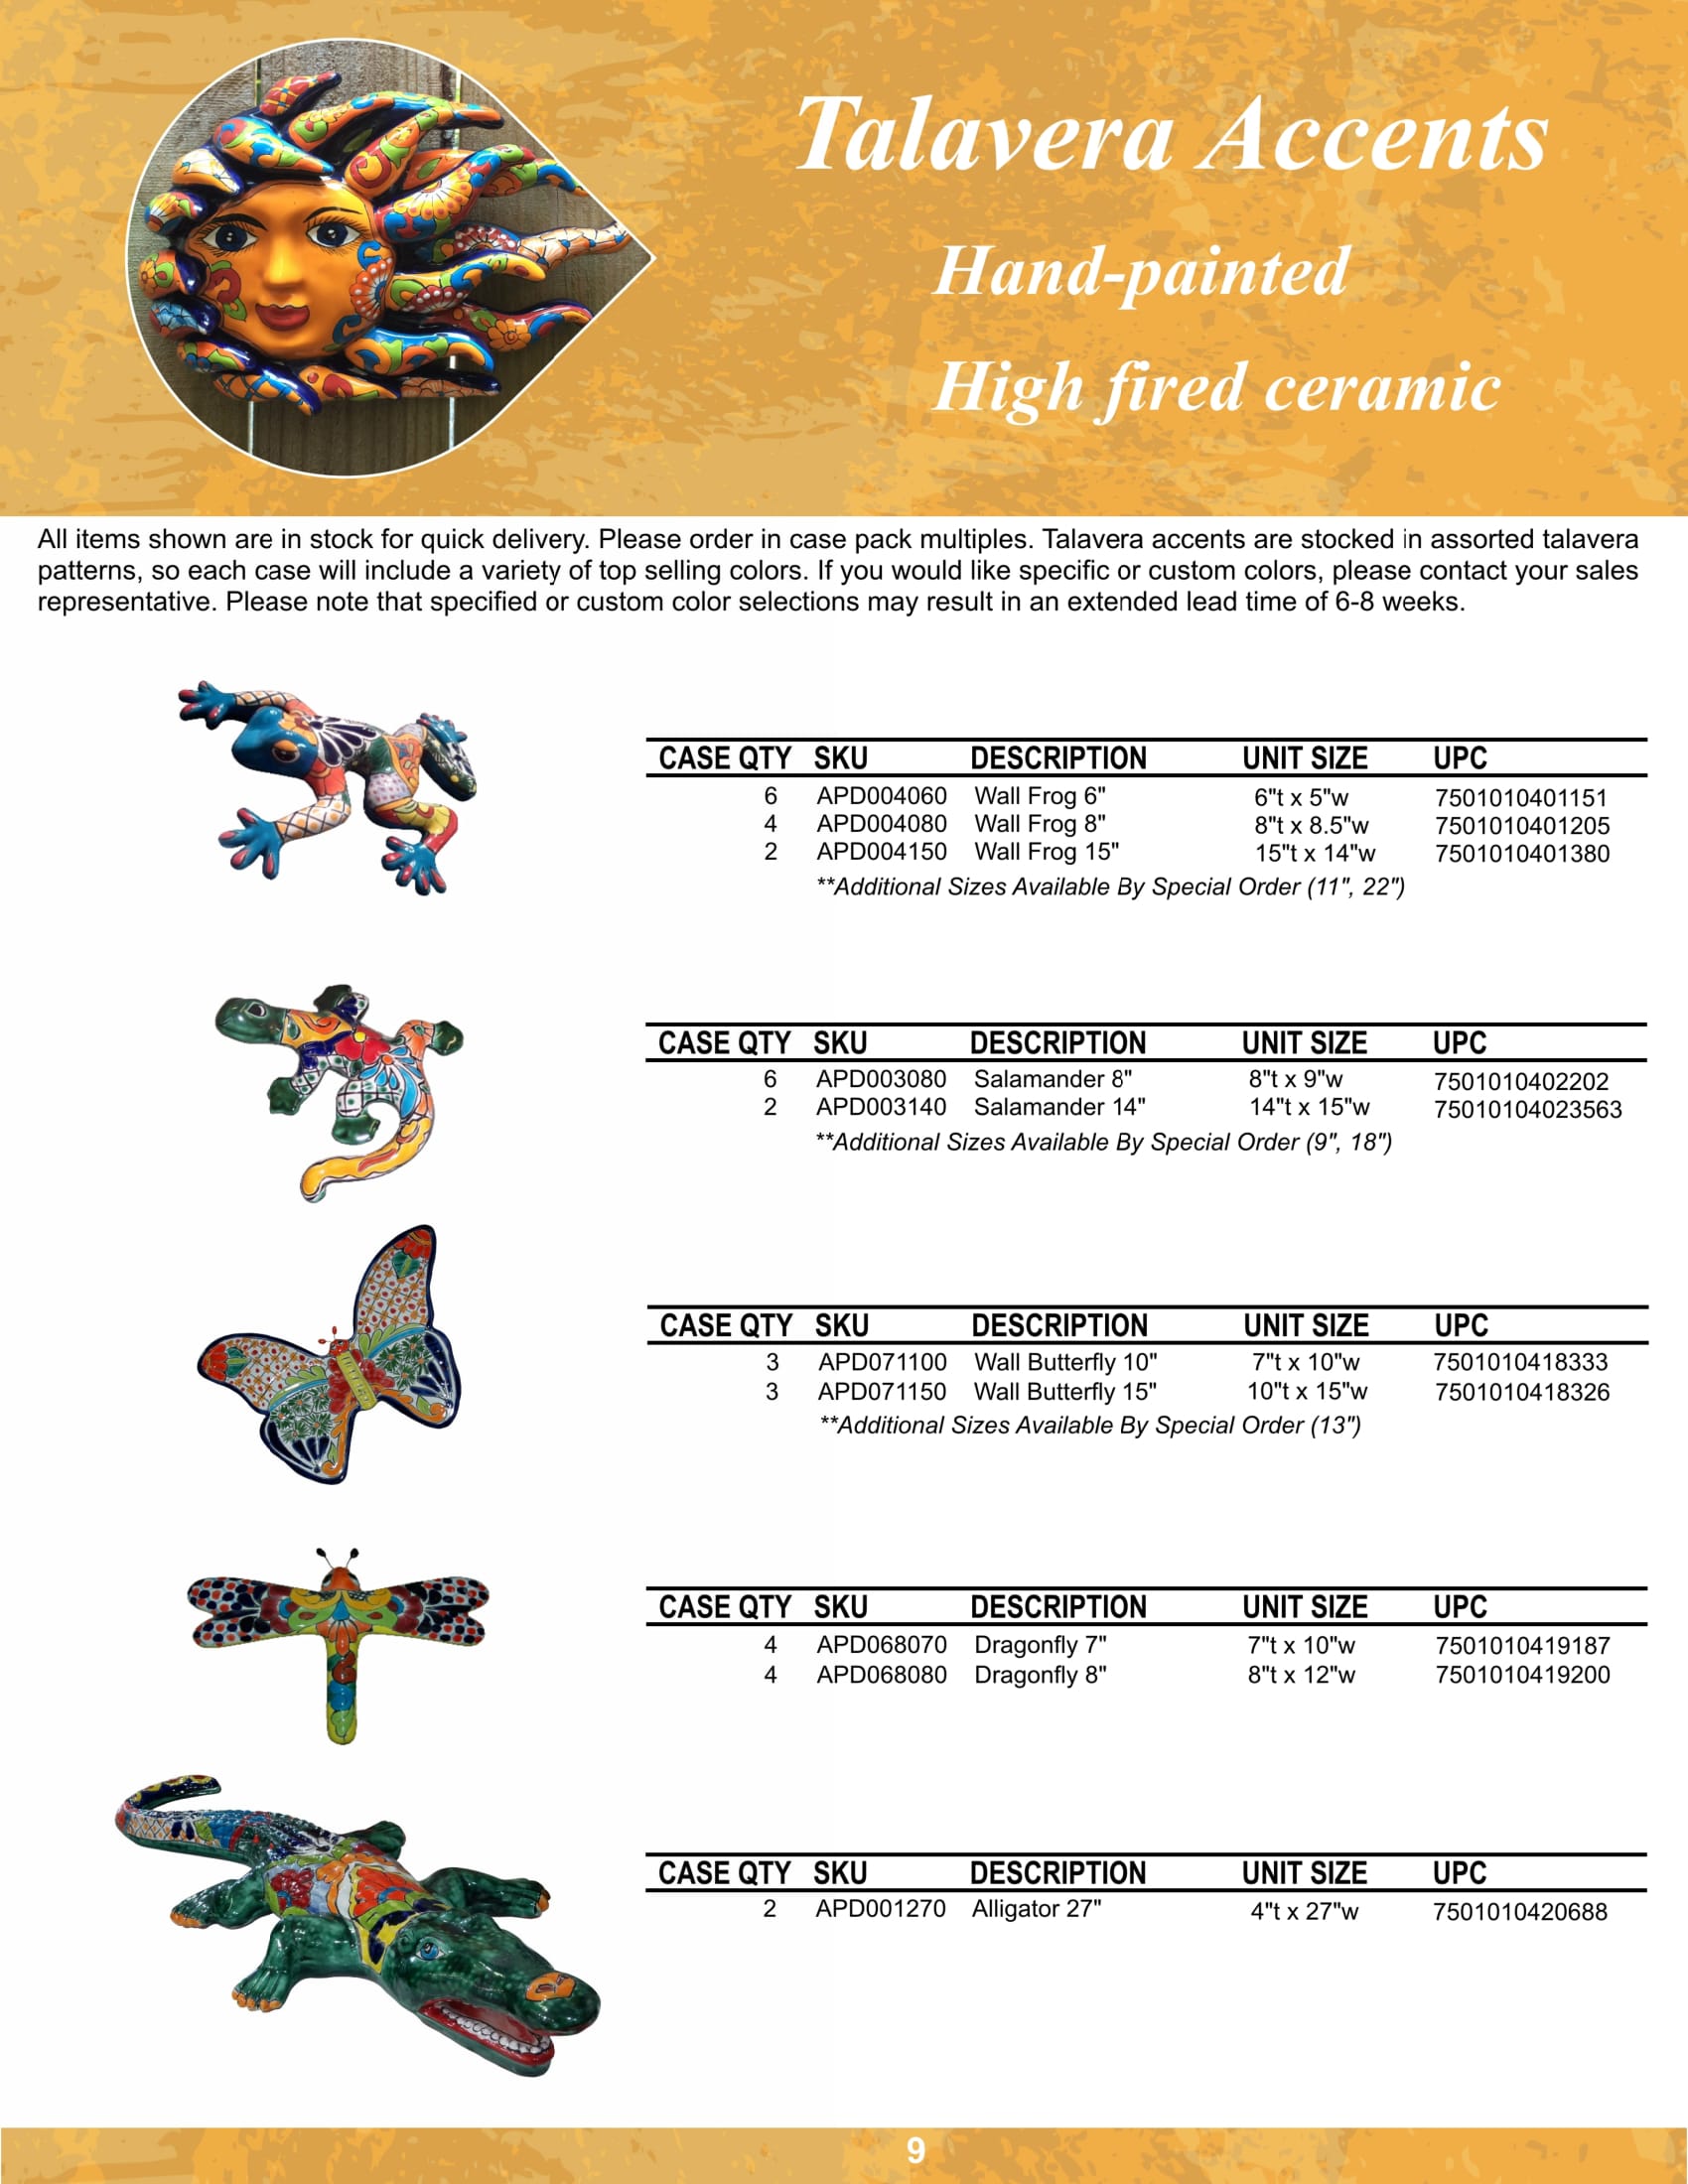 Talavera Accents
Hand-painted
High fired ceramic
All items shown are in stock for quick delivery. Please order in case pack multiples. Talavera accents are stocked in assorted talavera
patterns, so each case will include a variety of top selling colors. If you would like specific or custom colors, please contact your sales
representative. Please note that specified or custom color selections may result in an extended lead time of 6-8 weeks.
CASE QTY SKU DESCRIPTION UNIT SIZE UPC
6 APD004060 Wall Frog 6" 6"t x 5"w 7501010401151
4 APD004080 Wall Frog 8" 8"t x 8.5"w 7501010401205
2 APD004150 Wall Frog 15" 15"t x 14"w 7501010401380
**Additional Sizes Available By Special Order (11", 22")
CASE QTY SKU DESCRIPTION UNIT SIZE UPC
6 APD003080 Salamander 8" 8"t x 9"w 7501010402202
2 APD003140 Salamander 14" 14"t x 15"w 75010104023563
**Additional Sizes Available By Special Order (9", 18")
CASE QTY SKU DESCRIPTION UNIT SIZE UPC
3 APD071100 Wall Butterfly 10" 7"t x 10"w 7501010418333
3 APD071150 Wall Butterfly 15" 10"t x 15"w 7501010418326
**Additional Sizes Available By Special Order (13")
CASE QTY SKU DESCRIPTION UNIT SIZE UPC
4 APD068070 Dragonfly 7" 7"t x 10"w 7501010419187
4 APD068080 Dragonfly 8" 8"t x 12"w 7501010419200
CASE QTY SKU DESCRIPTION UNIT SIZE UPC
2 APD001270 Alligator 27" 4"t x 27"w 7501010420688
9